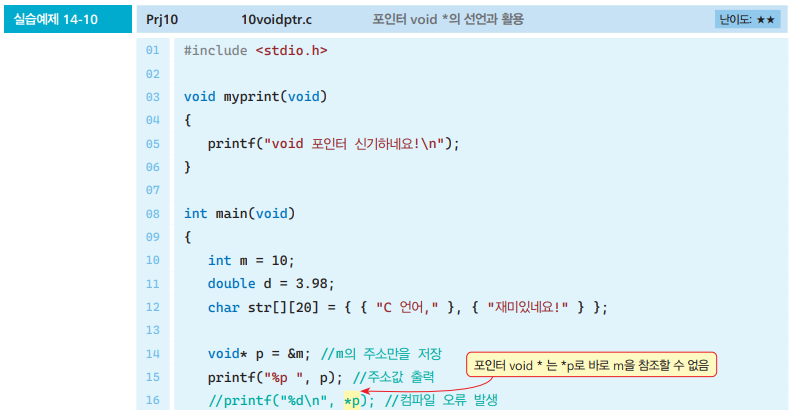 실습예제 14-10 Prj10 10voidptr.c 포인터 void *의 선언과 활용 난이도: ★★
01 #include <stdio.h>
02
03 void myprint(void)
04 {
05 printf("void 포인터 신기하네요!\n");
06 }
07
08 int main(void)
09 {
10 int m = 10;
11 double d = 3.98;
12 char str[][20] = { { "C 언어," }, { "재미있네요!" } };
13
14 void* p = &m; //m의 주소만을 저장
포인터 void * 는 *p로 바로 m을 참조할 수 없음
15 printf("%p ", p); //주소값 출력
16 //printf("%d\n", *p); //컴파일 오류 발생